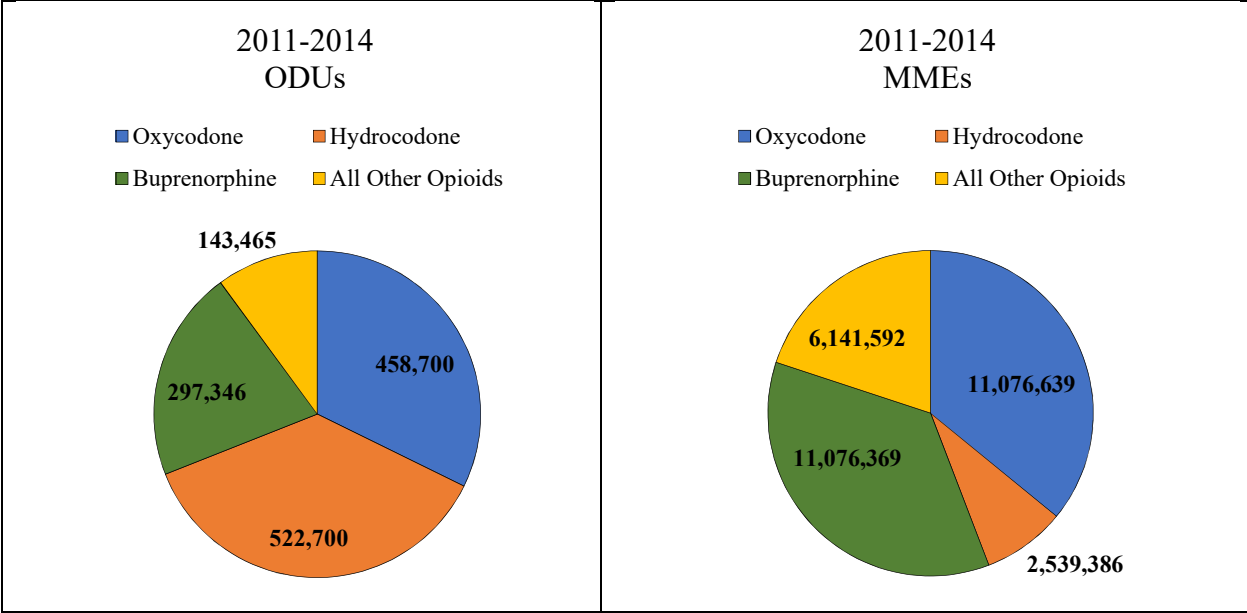 2011-2014
ODUs
Oxycodone Hydrocodone
Buprenorphine All Other Opioids
143,465
458,700
297,346
522,700
2011-2014
MMEs
Oxycodone Hydrocodone
Buprenorphine All Other Opioids
6,141,592
11,076,639
11,076,369
2,539,386